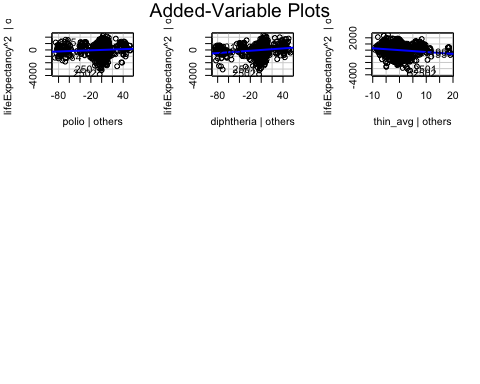 Added-Variable Plots
lifeExpectancy^2 | o
0
-4000
-80
-20
40
polio | others
lifeExpectancy^2 | o
0
-4000
-80
-20
40
diphtheria | others
lifeExpectancy^2 | o
2000
-4000
-10
0
10
20
thin_avg | others